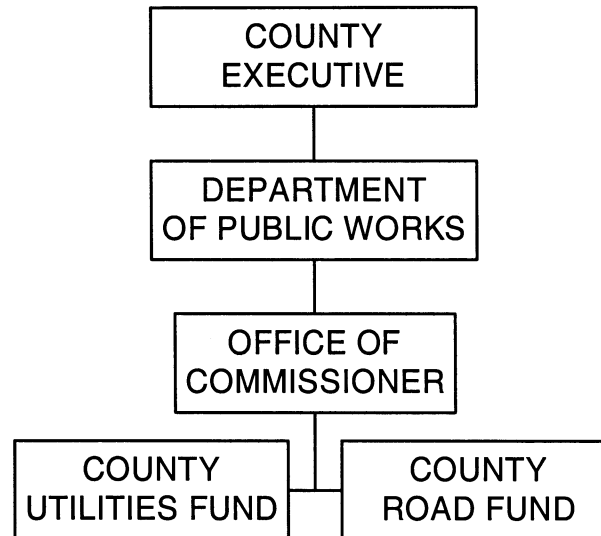 COUNTY
EXECUTIVE
DEPARTMENT
OF PUBLIC WORKS
OFFICE OF
COMMISSIONER
COUNTY
UTILITIES FUND
COUNTY
ROAD FUND